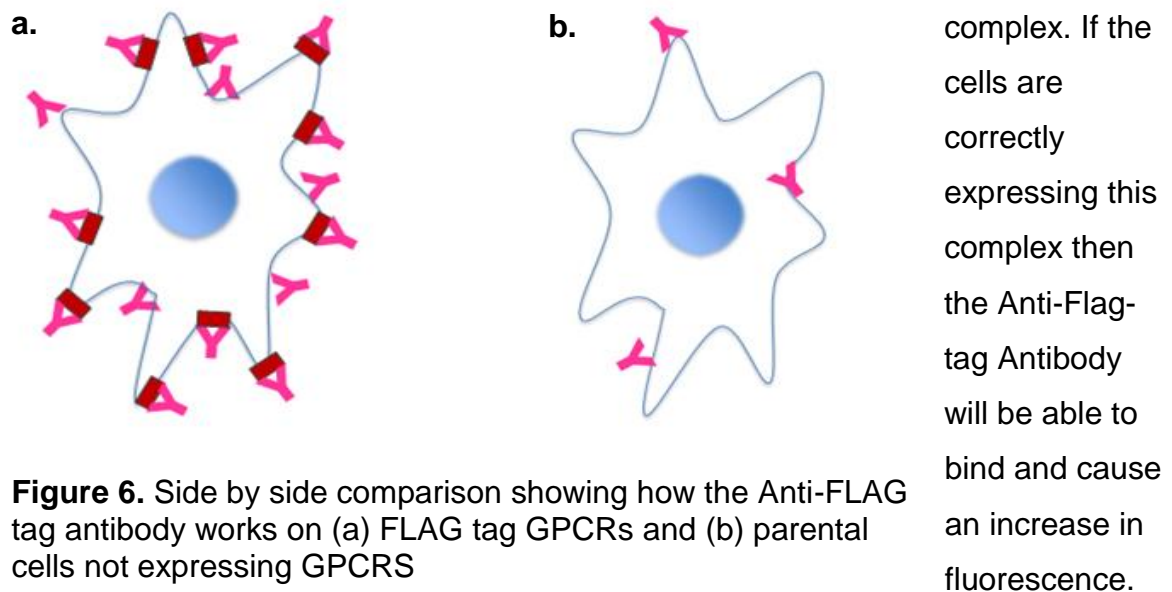 a.
b.
Figure 6. Side by side comparison showing how the Anti-FLAG
tag antibody works on (a) FLAG tag GPCRs and (b) parental
cells not expressing GPCRS
complex. If the
cells are
correctly
expressing this
complex then
the Anti-Flag-
tag Antibody
will be able to
bind and cause
an increase in
fluorescence.